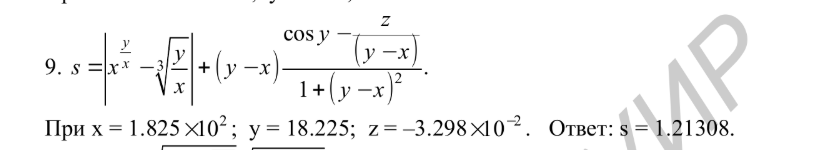 9. s = |x^{y/x} − ∛(y/x)| + (y − x) (cos y − z/(y − x)) / (1 + (y − x)²).
При x = 1.825×10²; y = 18.225; z = –3.298×10⁻². Ответ: s = 1.21308.